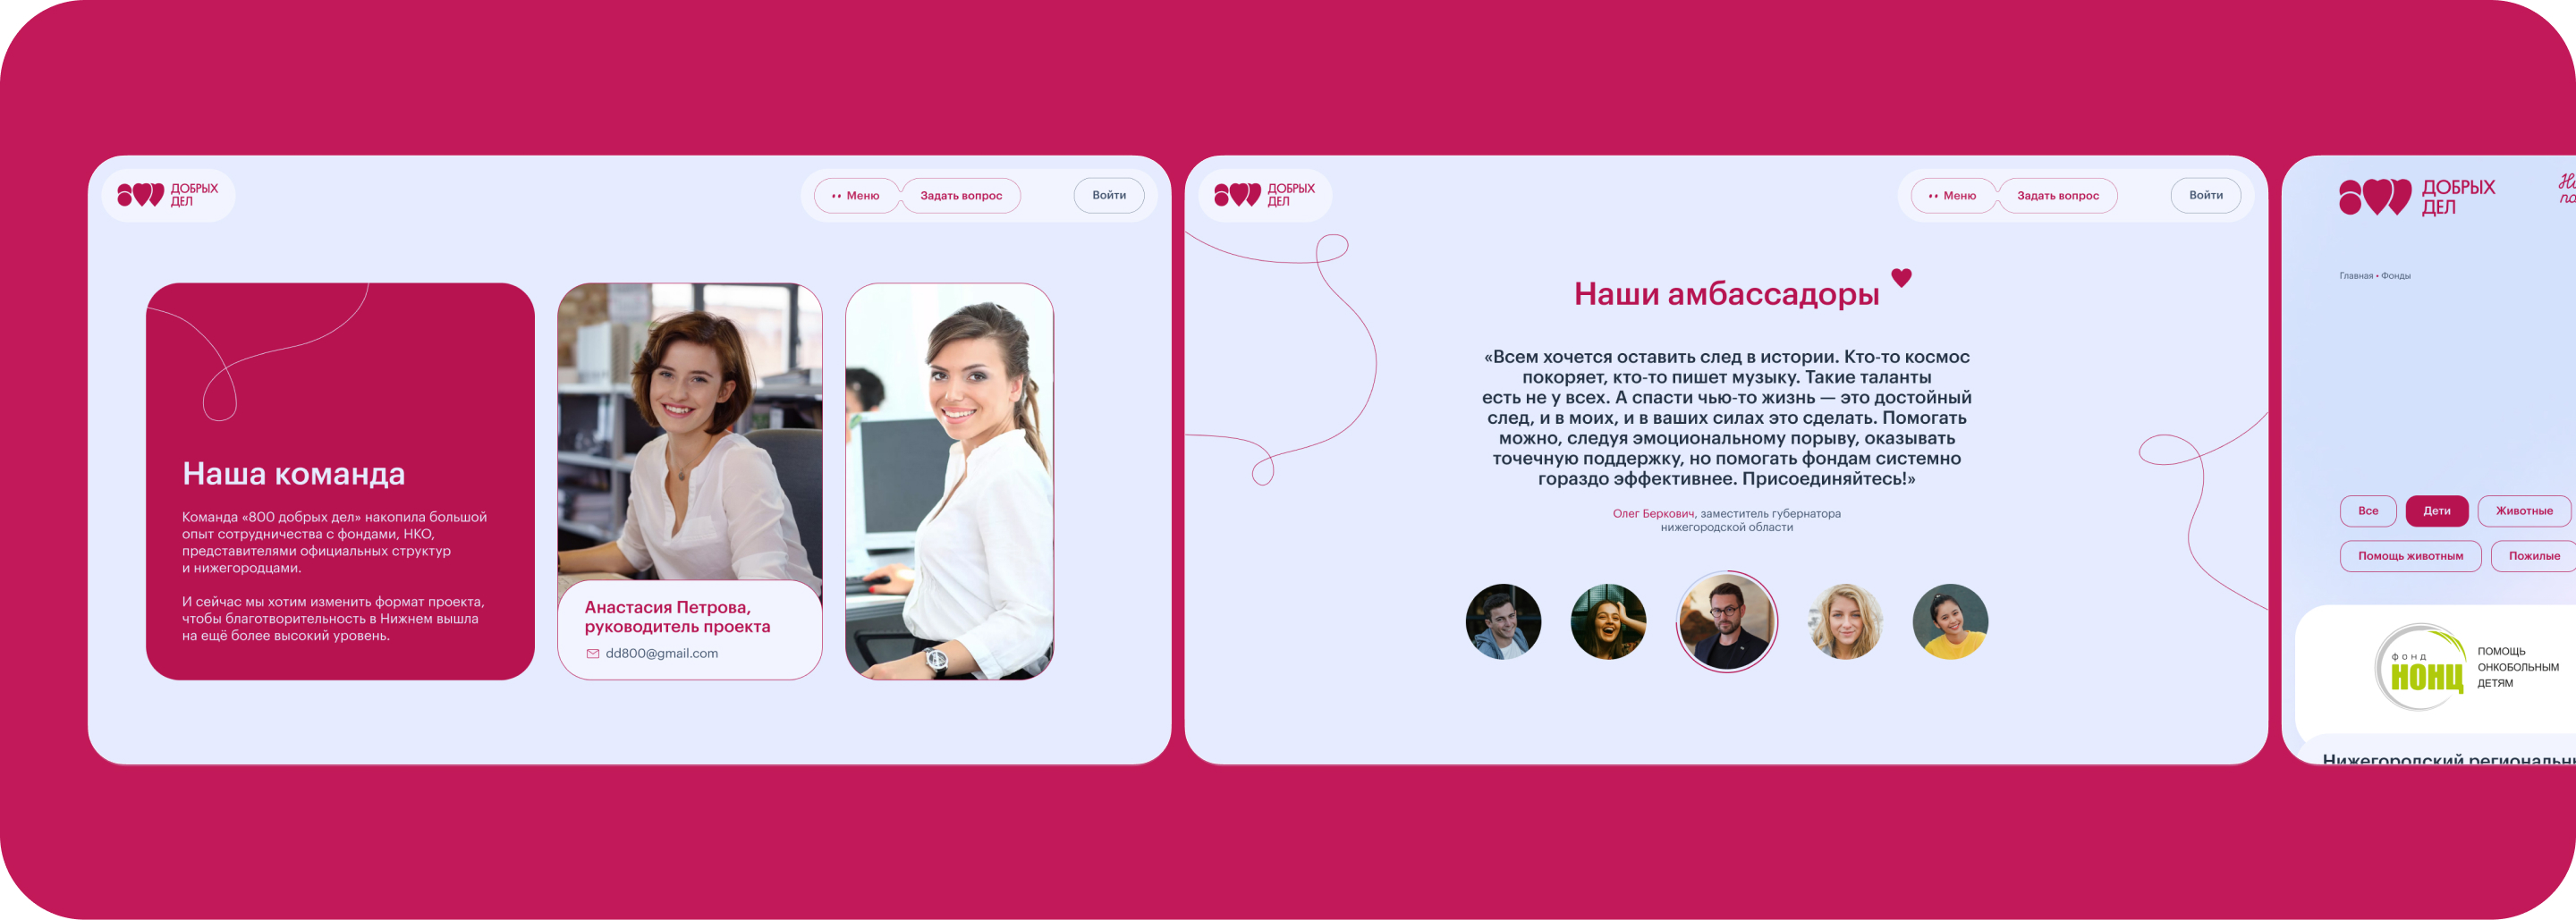 800 ДОБРЫХ
ДЕЛ
Меню
Задать вопрос
Войти
Наша команда
Команда «800 добрых дел» накопила большой
опыт сотрудничества с фондами, НКО,
представителями официальных структур
и нижегородцами.
И сейчас мы хотим изменить формат проекта,
чтобы благотворительность в Нижнем вышла
на ещё более высокий уровень.
Анастасия Петрова,
руководитель проекта
dd800@gmail.com
800 ДОБРЫХ
ДЕЛ
Меню
Задать вопрос
Войти
Наши амбассадоры
«Всем хочется оставить след в истории. Кто-то космос
покоряет, кто-то пишет музыку. Такие таланты
есть не у всех. А спасти чью-то жизнь — это достойный
след, и в моих, и в ваших силах это сделать. Помогать
можно, следуя эмоциональному порыву, оказывать
точечную поддержку, но помогать фондам системно
гораздо эффективнее. Присоединяйтесь!»
Олег Беркович, заместитель губернатора
нижегородской области
800 ДОБРЫХ
ДЕЛ
Главная • Фонды
Все
Дети
Животные
Помощь животным
Пожилые
фонд
НОНЦ
ПОМОЩЬ
ОНКОБОЛЬНЫМ
ДЕТЯМ
Нижегородский